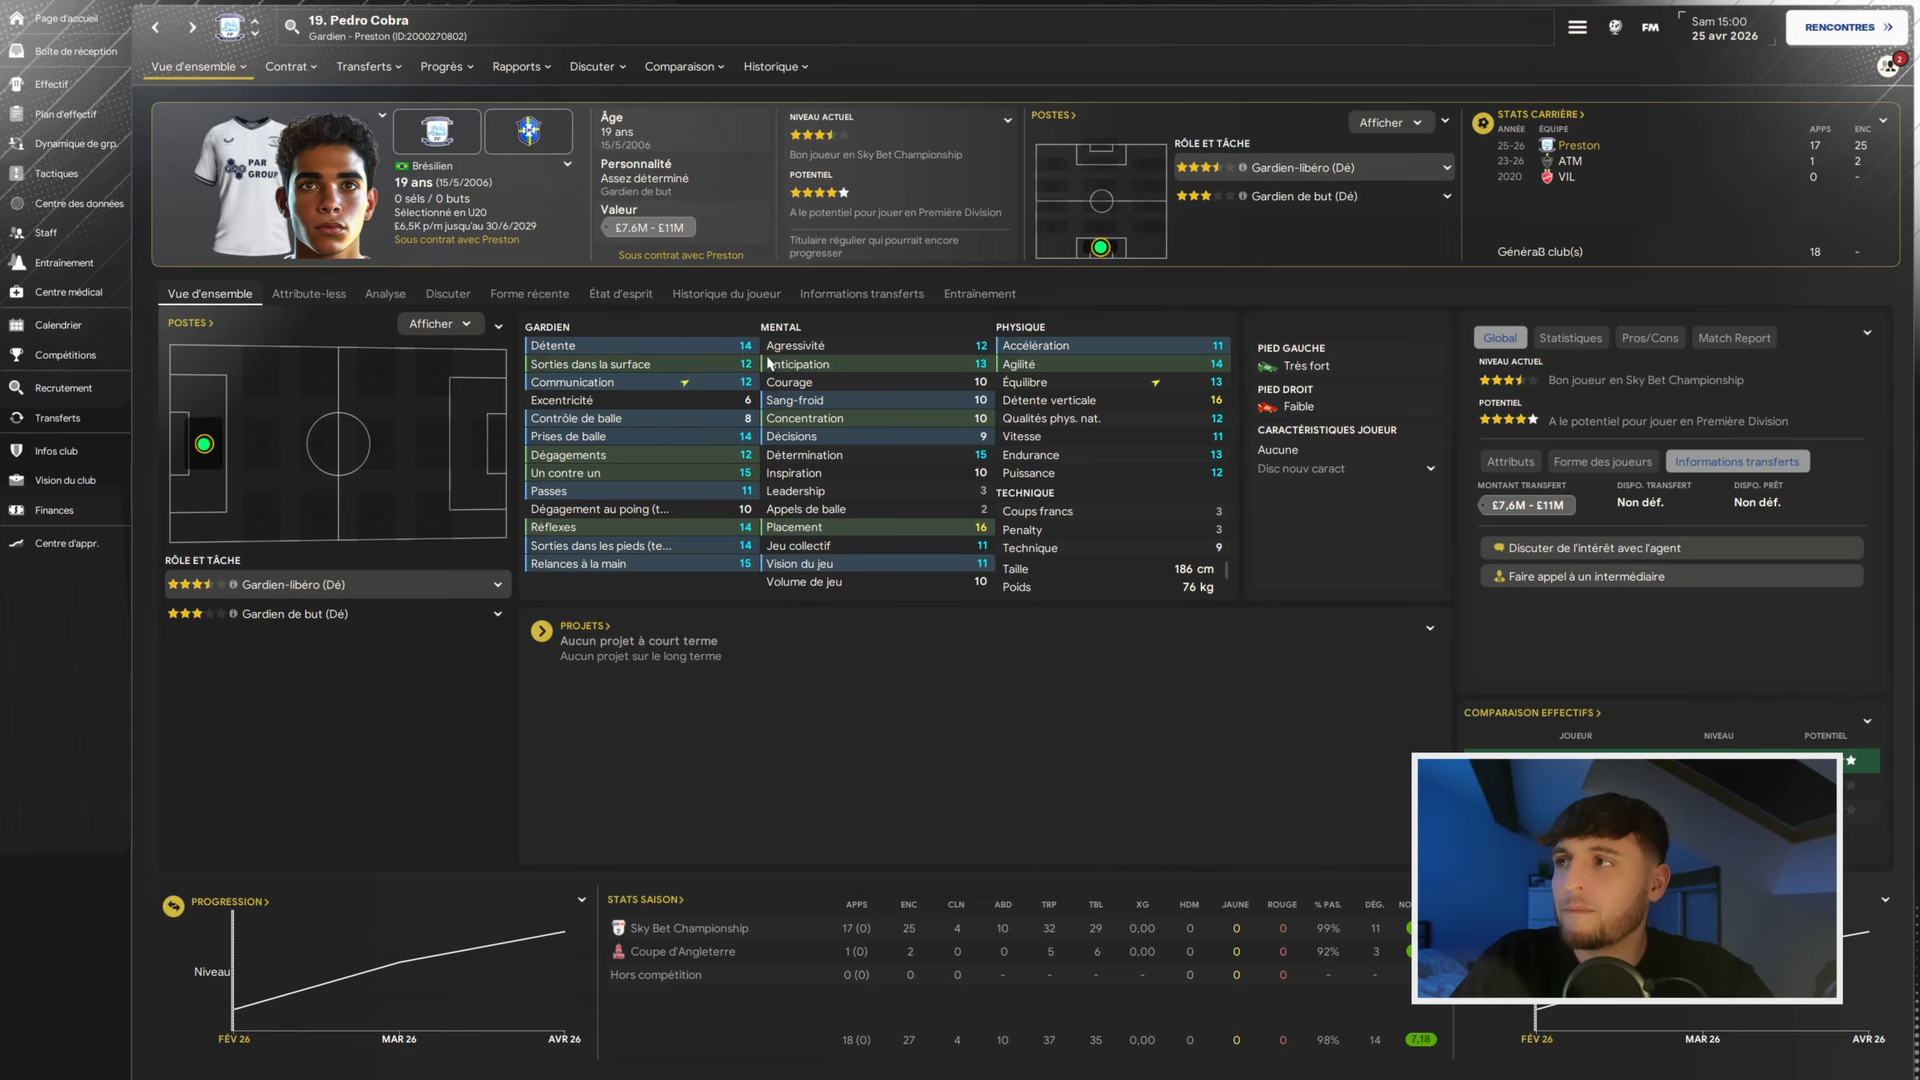 Page d'accueil
Boîte de réception
Effectif
Plan d'effectif
Dynamique de grp.
Tactiques
Centre des données
Staff
Entraînement
Centre médical
Calendrier
Compétitions
Recrutement
Transferts
Infos club
Vision du club
Finances
Centre d'appr.
19. Pedro Cobra
Gardien - Preston (ID:2000270802)
FM
Sam 15:00
25 avr 2026
RENCONTRES
2
Vue d'ensemble
Contrat
Transferts
Progrès
Rapports
Discuter
Comparaison
Historique
PAR
GROUP
Brésilien
19 ans (15/5/2006)
0 séls / 0 buts
Sélectionné en U20
£6,5K p/m jusqu'au 30/6/2029
Sous contrat avec Preston
Âge
19 ans
15/5/2006
Personnalité
Assez déterminé
Gardien de but
Valeur
£7,6M - £11M
Sous contrat avec Preston
NIVEAU ACTUEL
Bon joueur en Sky Bet Championship
POTENTIEL
A le potentiel pour jouer en Première Division
Titulaire régulier qui pourrait encore
progresser
POSTES
Afficher
RÔLE ET TÂCHE
Gardien-libéro (Dé)
Gardien de but (Dé)
STATS CARRIÈRE
ANNÉE ÉQUIPE APPS ENC
25-26 Preston 17 25
23-26 ATM 1 2
2020 VIL 0 -
Général3 club(s) 18 -
Vue d'ensemble
Attribute-less
Analyse
Discuter
Forme récente
État d'esprit
Historique du joueur
Informations transferts
Entraînement
POSTES
Afficher
RÔLE ET TÂCHE
Gardien-libéro (Dé)
Gardien de but (Dé)
GARDIEN
Détente 14
Sorties dans la surface 12
Communication 12
Excentricité 6
Contrôle de balle 8
Prises de balle 14
Dégagements 12
Un contre un 15
Passes 11
Dégagement au poing (t... 10
Réflexes 14
Sorties dans les pieds (te... 14
Relances à la main 15
MENTAL
Agressivité 12
Anticipation 13
Courage 10
Sang-froid 10
Concentration 10
Décisions 9
Détermination 15
Inspiration 10
Leadership 3
Appels de balle 2
Placement 16
Jeu collectif 11
Vision du jeu 11
Volume de jeu 10
PHYSIQUE
Accélération 11
Agilité 14
Équilibre 13
Détente verticale 16
Qualités phys. nat. 12
Vitesse 11
Endurance 13
Puissance 12
TECHNIQUE
Coups francs 3
Penalty 3
Technique 9
Taille 186 cm
Poids 76 kg
PIED GAUCHE
Très fort
PIED DROIT
Faible
CARACTÉRISTIQUES JOUEUR
Aucune
Disc nouv caract
Global
Statistiques
Pros/Cons
Match Report
NIVEAU ACTUEL
Bon joueur en Sky Bet Championship
POTENTIEL
A le potentiel pour jouer en Première Division
Attributs
Forme des joueurs
Informations transferts
MONTANT TRANSFERT DISPO. TRANSFERT DISPO. PRÊT
£7,6M - £11M Non déf. Non déf.
Discuter de l'intérêt avec l'agent
Faire appel à un intermédiaire
PROJETS
Aucun projet à court terme
Aucun projet sur le long terme
COMPARAISON EFFECTIFS
JOUEUR NIVEAU POTENTIEL
PROGRESSION
Niveau
FÉV 26 MAR 26 AVR 26
STATS SAISON APPS ENC CLN ABD TRP TBL XG HDM JAUNE ROUGE % PAS. DÉG.
Sky Bet Championship 17 (0) 25 4 10 32 29 0,00 0 0 0 99% 11
Coupe d'Angleterre 1 (0) 2 0 0 5 6 0,00 0 0 0 92% 3
Hors compétition 0 (0) 0 0 - - - - 0 0 0 - -
18 (0) 27 4 10 37 35 0,00 0 0 0 98% 14 7,18
FÉV 26 MAR 26 AVR 26